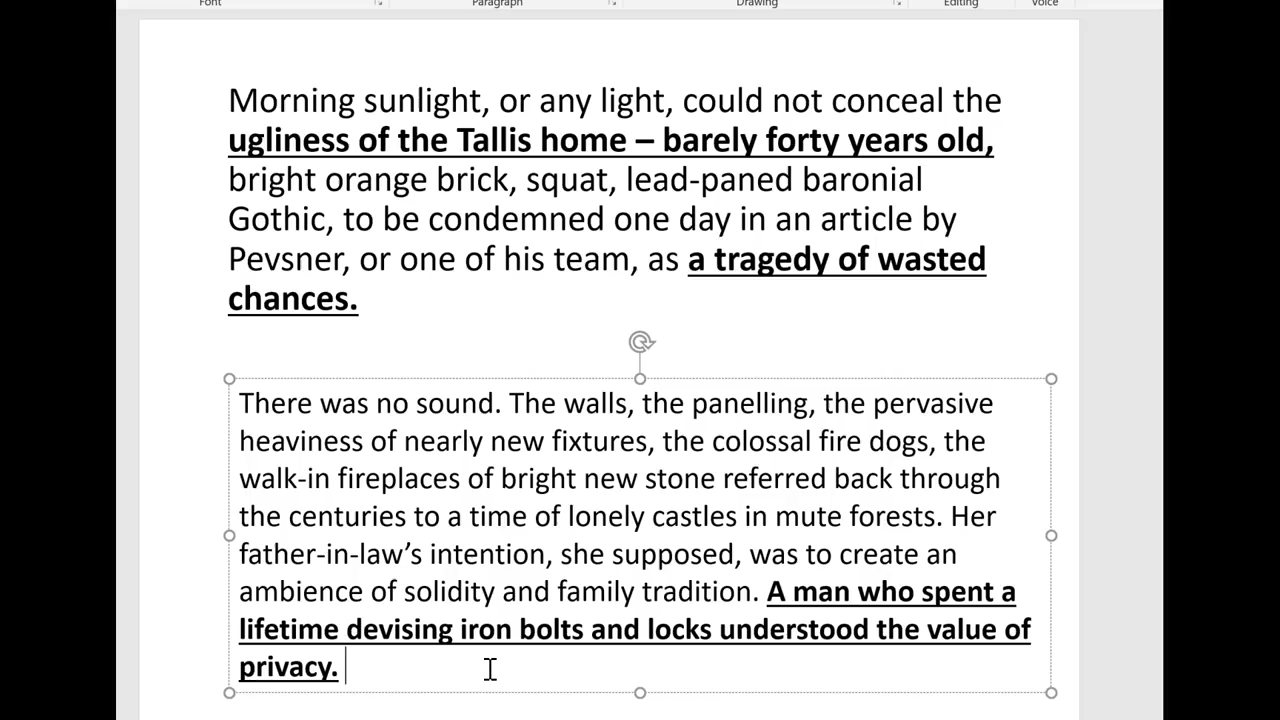 Font Paragraph Drawing Editing Voice
Morning sunlight, or any light, could not conceal the
ugliness of the Tallis home – barely forty years old,
bright orange brick, squat, lead-paned baronial
Gothic, to be condemned one day in an article by
Pevsner, or one of his team, as a tragedy of wasted
chances.
There was no sound. The walls, the panelling, the pervasive
heaviness of nearly new fixtures, the colossal fire dogs, the
walk-in fireplaces of bright new stone referred back through
the centuries to a time of lonely castles in mute forests. Her
father-in-law’s intention, she supposed, was to create an
ambience of solidity and family tradition. A man who spent a
lifetime devising iron bolts and locks understood the value of
privacy.